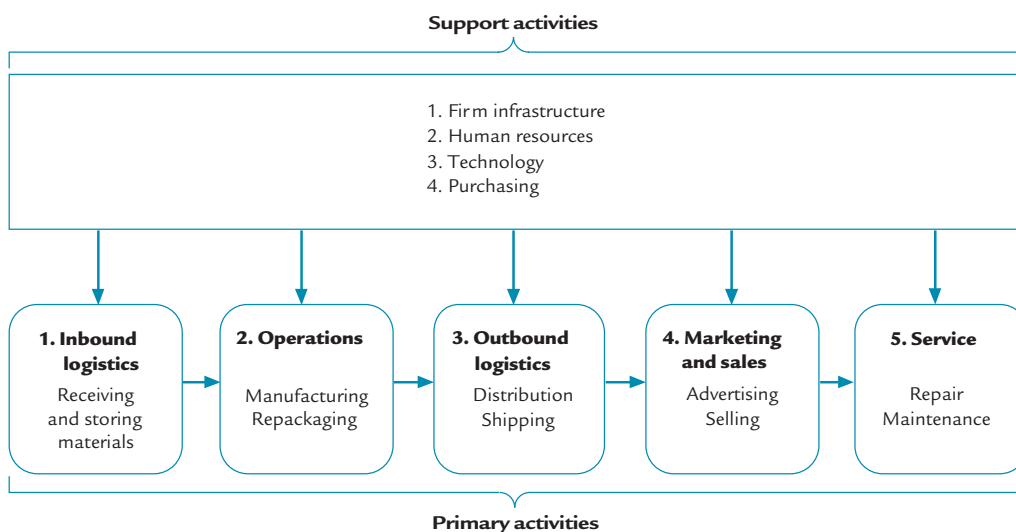 Support activities
1. Firm infrastructure
2. Human resources
3. Technology
4. Purchasing
1. Inbound
logistics
Receiving
and storing
materials
2. Operations
Manufacturing
Repackaging
3. Outbound
logistics
Distribution
Shipping
4. Marketing
and sales
Advertising
Selling
5. Service
Repair
Maintenance
Primary activities